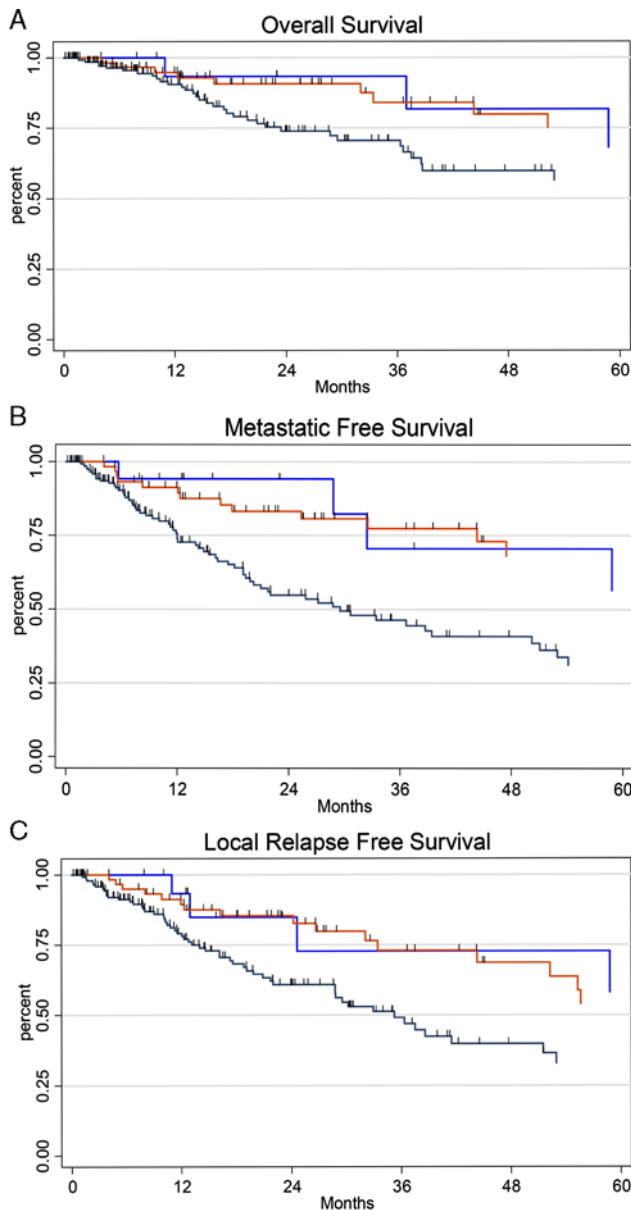 A
Overall Survival
1.00
0.75
0.50
0.25
0.00
percent
0 12 24 36 48 60
Months
B
Metastatic Free Survival
1.00
0.75
0.50
0.25
0.00
percent
0 12 24 36 48 60
Months
C
Local Relapse Free Survival
1.00
0.75
0.50
0.25
0.00
percent
0 12 24 36 48 60
Months